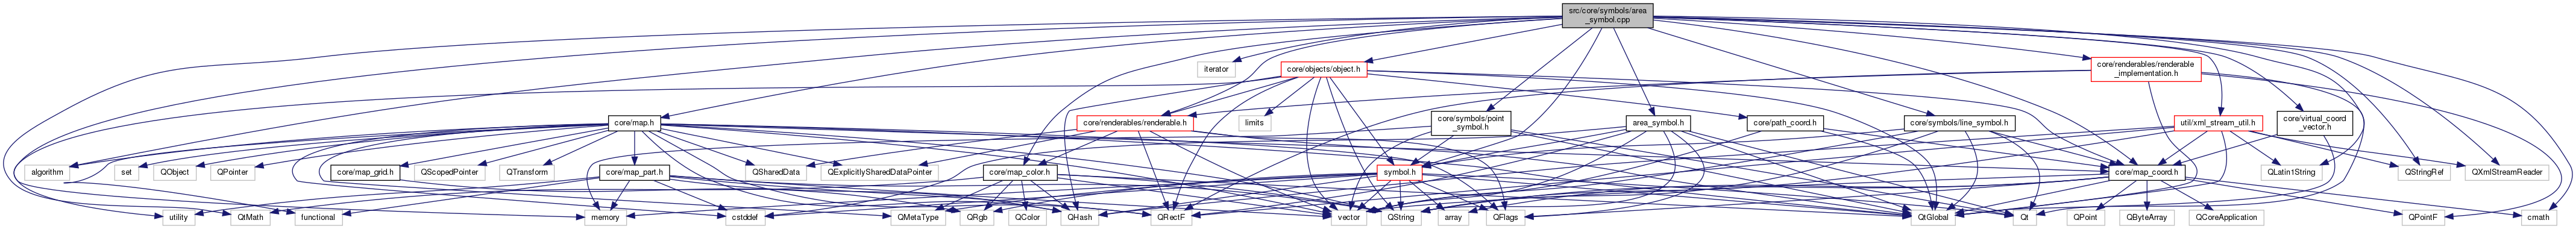 src/core/symbols/area
_symbol.cpp
iterator
core/objects/object.h
core/renderables/renderable
_implementation.h
core/map.h
core/renderables/renderable.h
limits
core/symbols/point
_symbol.h
area_symbol.h
core/path_coord.h
core/symbols/line_symbol.h
util/xml_stream_util.h
core/virtual_coord
_vector.h
algorithm
set
QObject
QPointer
core/map_grid.h
QScopedPointer
QTransform
core/map_part.h
QSharedData
QExplicitlySharedDataPointer
core/map_color.h
symbol.h
core/map_coord.h
QLatin1String
QStringRef
QXmlStreamReader
utility
QtMath
functional
memory
cstddef
QMetaType
QRgb
QColor
QHash
QRectF
vector
QString
array
QFlags
QtGlobal
Qt
QPoint
QByteArray
QCoreApplication
QPointF
cmath